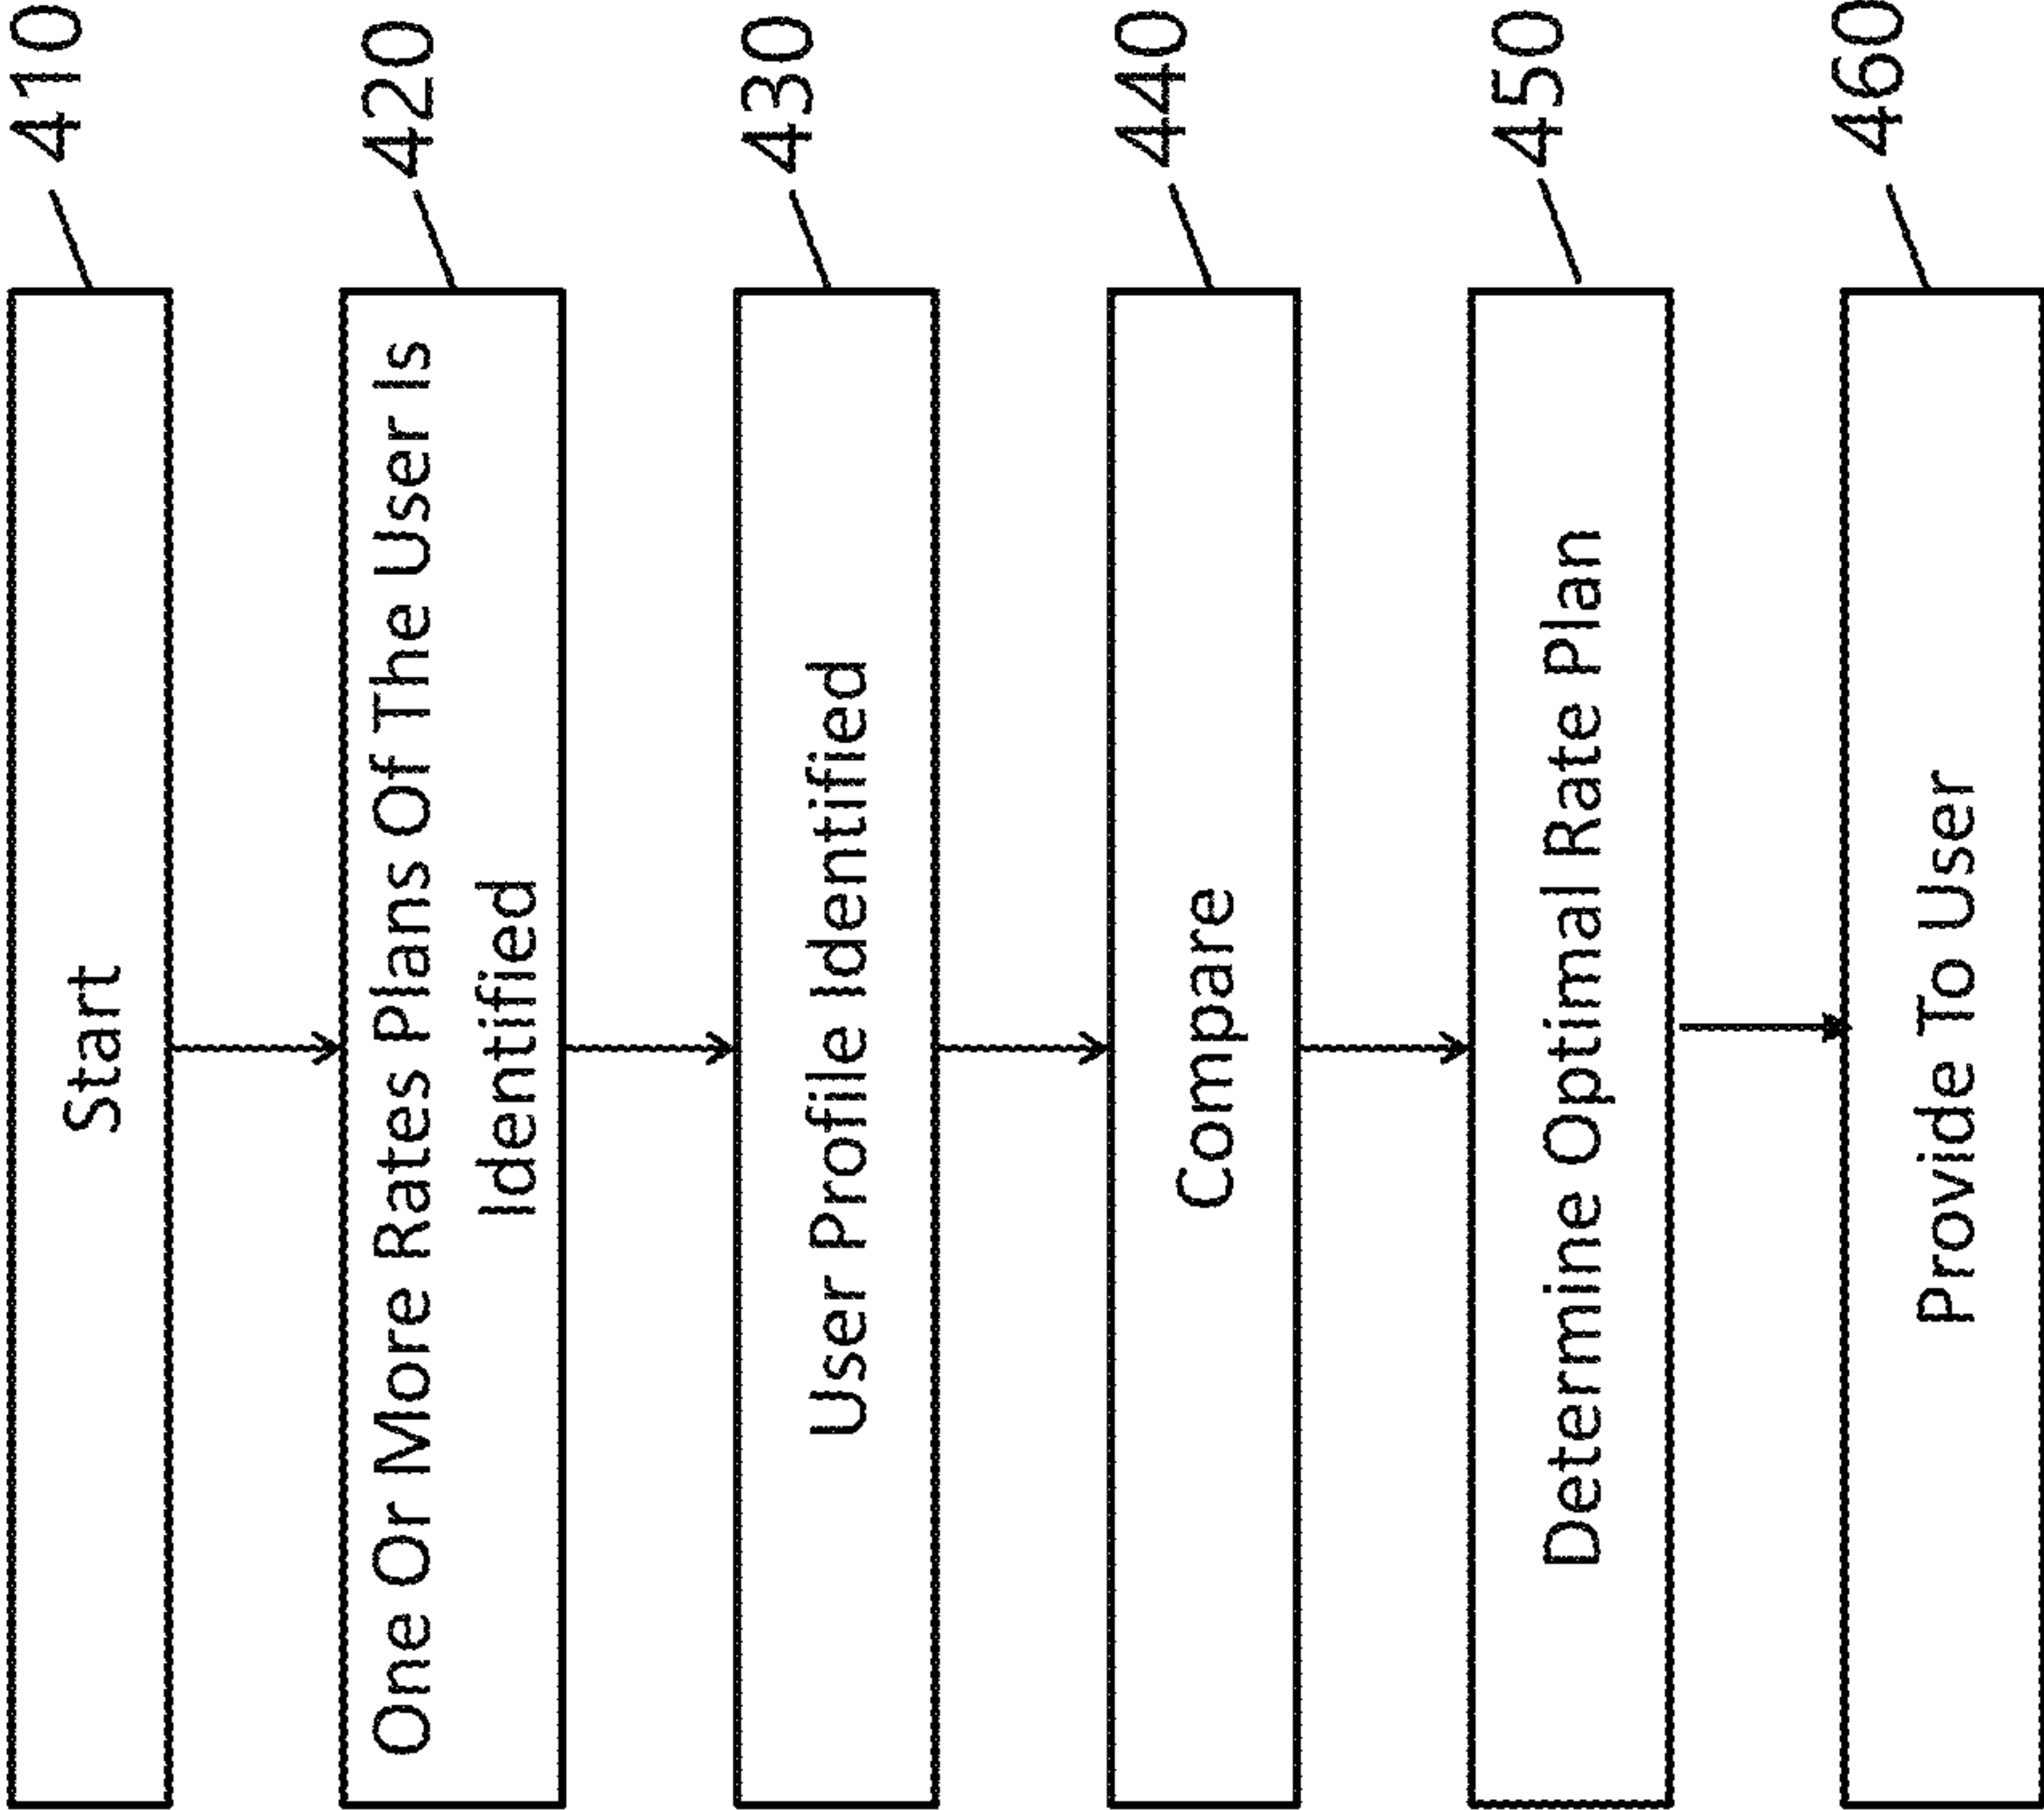 Start
410
One Or More Rates Plans Of The User Is
Identified
420
User Profile Identified
430
Compare
440
Determine Optimal Rate Plan
450
Provide To User
460